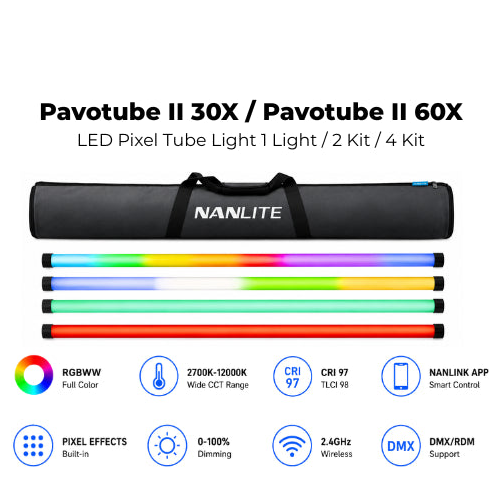 Pavotube II 30X / Pavotube II 60X
LED Pixel Tube Light 1 Light / 2 Kit / 4 Kit
NANLITE
RGBWW
Full Color
2700K-12000K
Wide CCT Range
CRI
97
CRI 97
TLCI 98
NANLINK APP
Smart Control
PIXEL EFFECTS
Built-in
0-100%
Dimming
2.4GHz
Wireless
DMX
DMX/RDM
Support